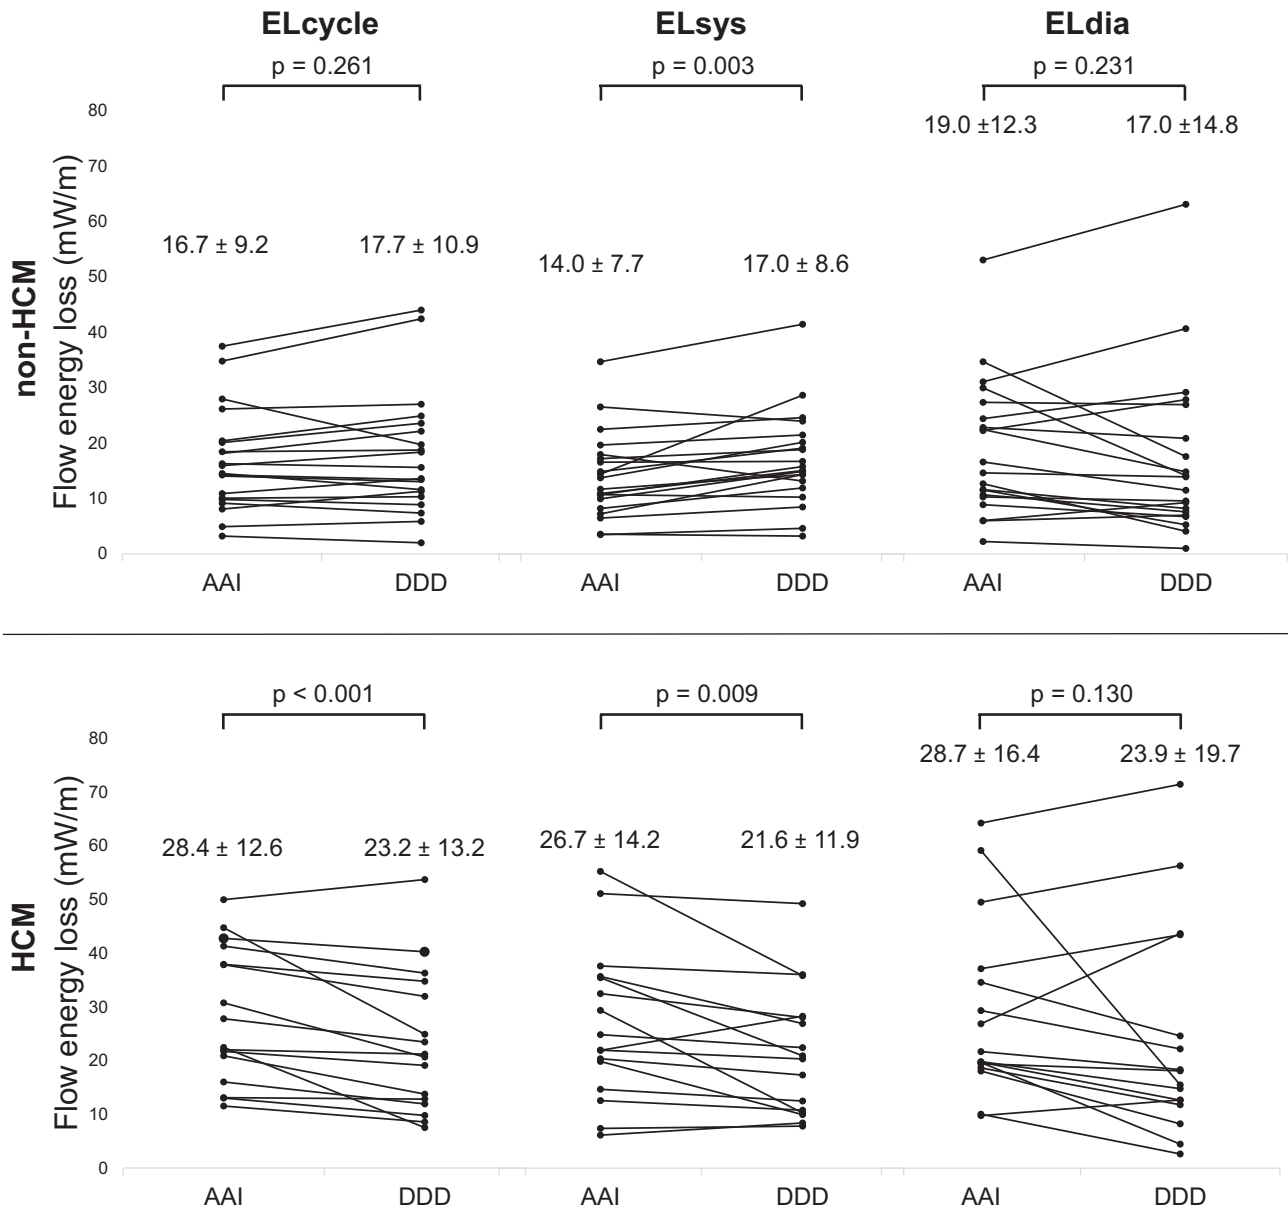 ELcycle ELsys ELdia
p = 0.261 p = 0.003 p = 0.231
80
19.0 ±12.3 17.0 ±14.8
70
60
16.7 ± 9.2 17.7 ± 10.9
14.0 ± 7.7 17.0 ± 8.6
50
40
30
20
10
0
non-HCM
Flow energy loss (mW/m)
AAI DDD AAI DDD AAI DDD
p < 0.001 p = 0.009 p = 0.130
80
28.7 ± 16.4 23.9 ± 19.7
70
60
28.4 ± 12.6 23.2 ± 13.2 26.7 ± 14.2 21.6 ± 11.9
50
40
30
20
10
0
HCM
Flow energy loss (mW/m)
AAI DDD AAI DDD AAI DDD